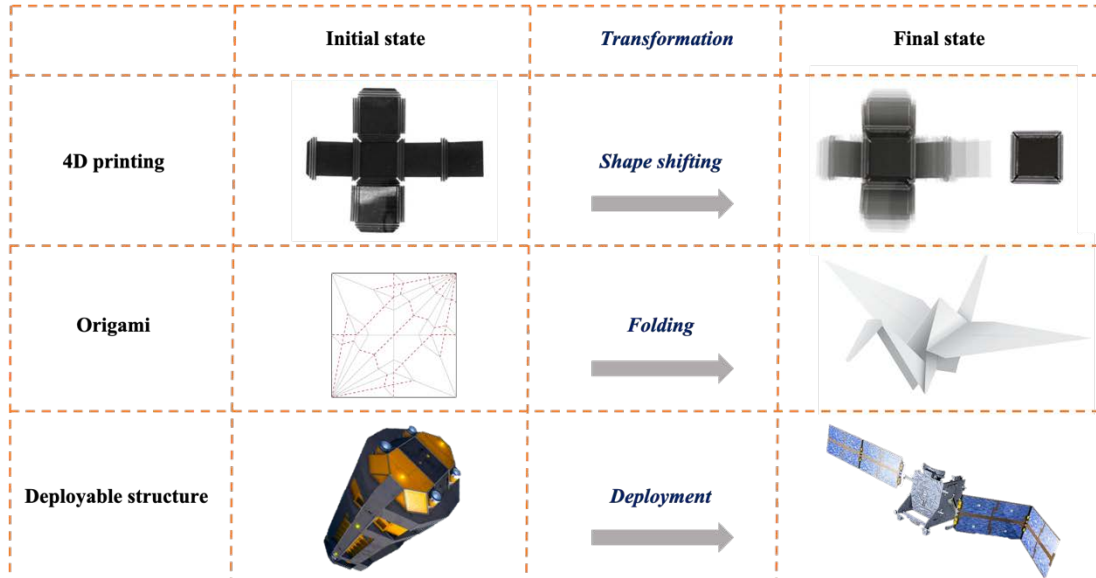 Initial state
Transformation
Final state
4D printing
Shape shifting
Origami
Folding
Deployable structure
Deployment